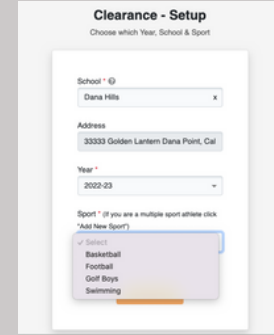 Clearance - Setup
Choose which Year, School & Sport
School *
Dana Hills x
Address
33333 Golden Lantern Dana Point, Cal
Year *
2022-23
Sport * (If you are a multiple sport athlete click
"Add New Sport")
✓ Select
Basketball
Football
Golf Boys
Swimming